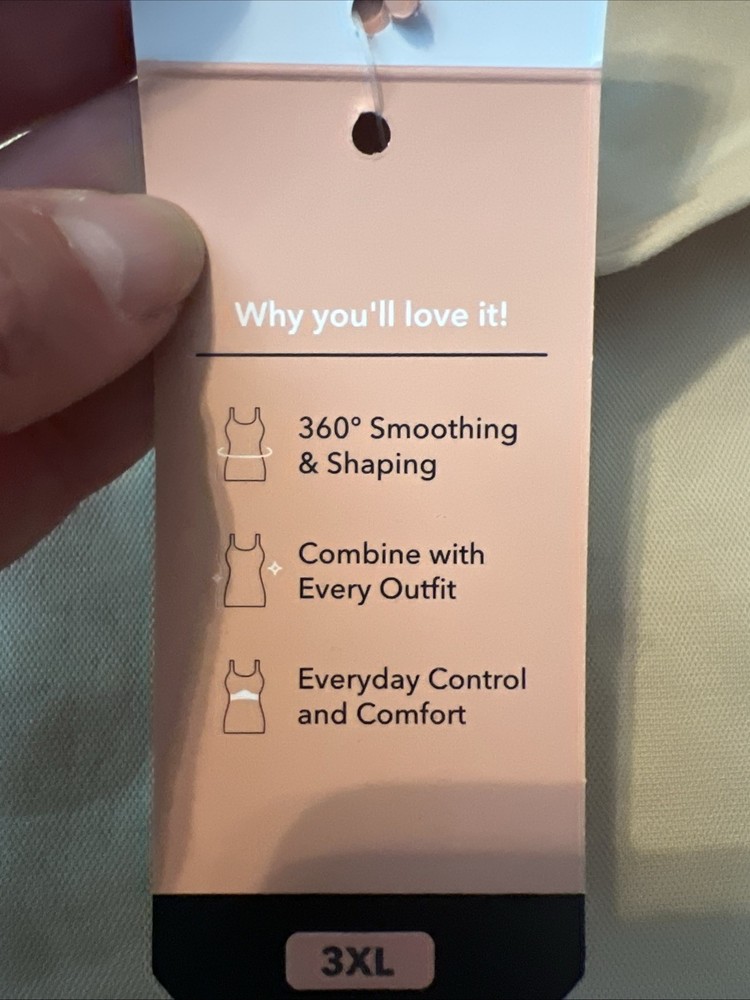 Why you'll love it!
360° Smoothing
& Shaping
Combine with
Every Outfit
Everyday Control
and Comfort
3XL